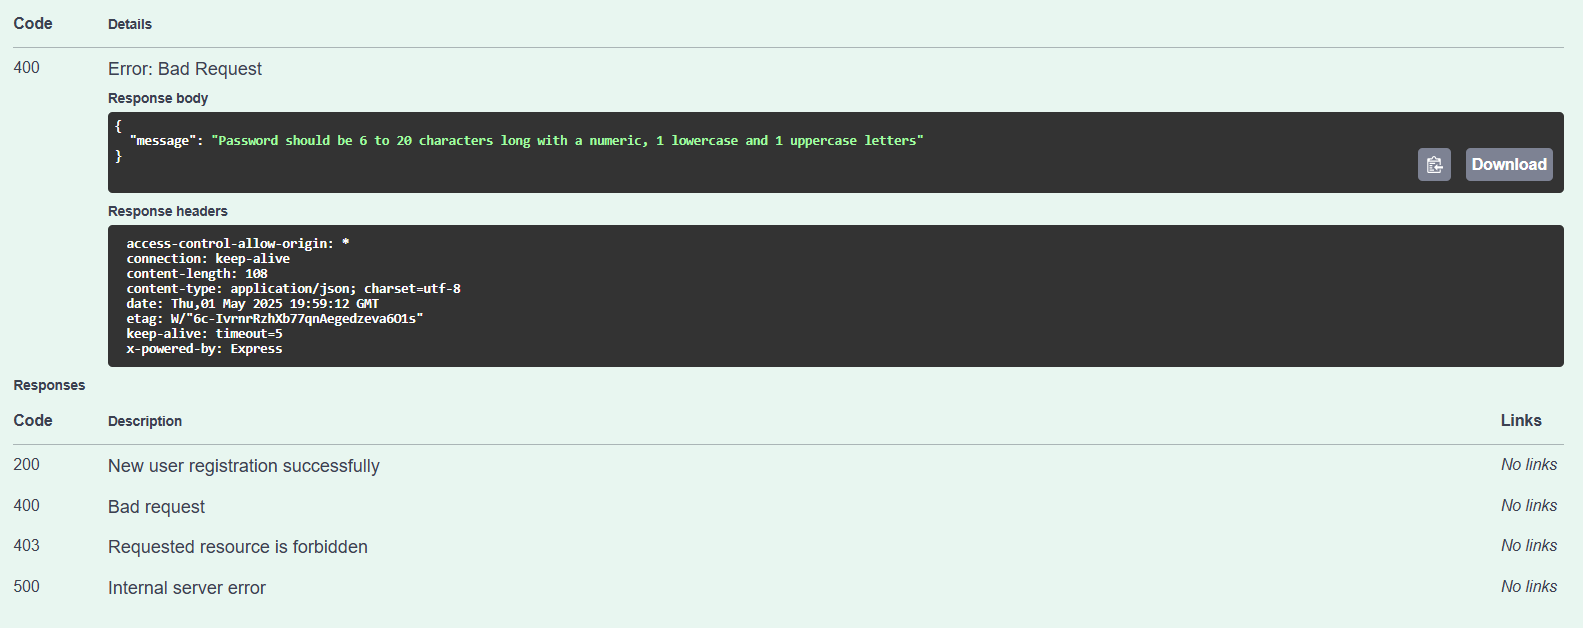 Code Details
400 Error: Bad Request
Response body
{
"message": "Password should be 6 to 20 characters long with a numeric, 1 lowercase and 1 uppercase letters"
}
Download
Response headers
access-control-allow-origin: *
connection: keep-alive
content-length: 108
content-type: application/json; charset=utf-8
date: Thu,01 May 2025 19:59:12 GMT
etag: W/"6c-IvrnrRzhXb77qnAegedzeva6O1s"
keep-alive: timeout=5
x-powered-by: Express
Responses
Code Description Links
200 New user registration successfully No links
400 Bad request No links
403 Requested resource is forbidden No links
500 Internal server error No links